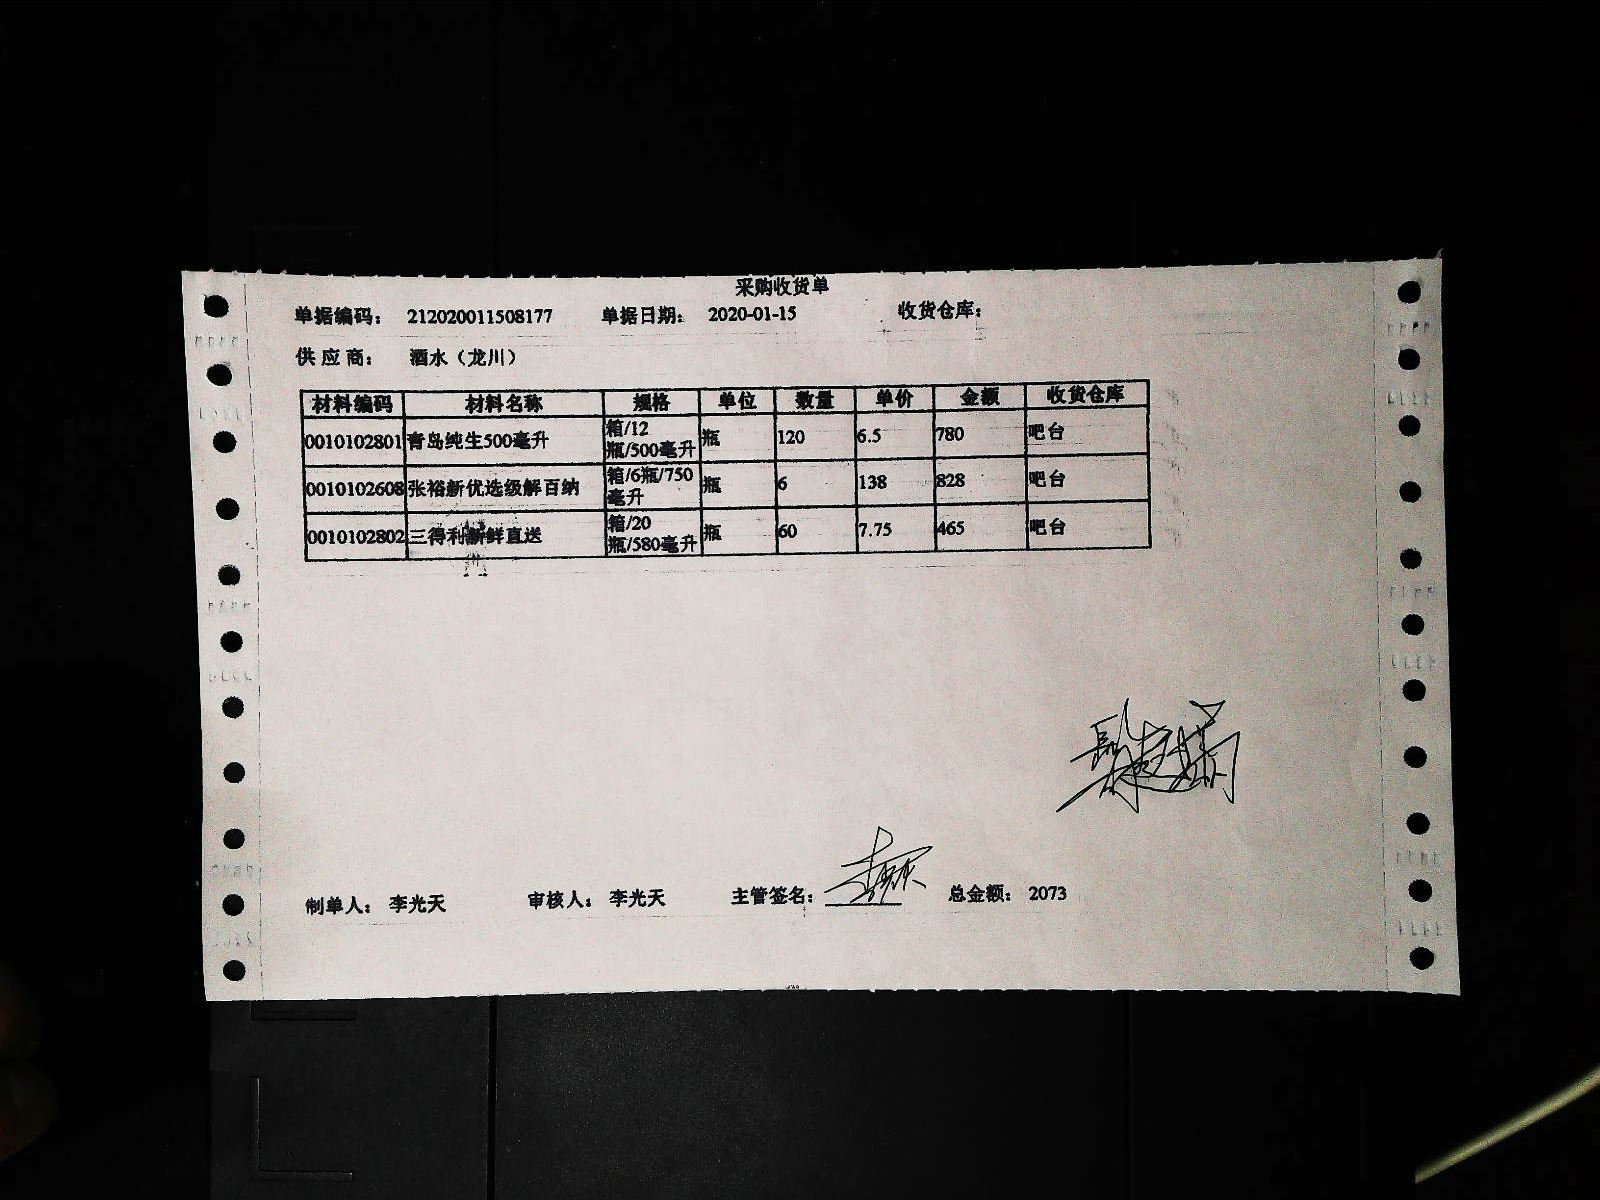 采购收货单
单据编码： 212020011508177 单据日期： 2020-01-15 收货仓库：
供应商： 酒水（龙川）
材料编码 材料名称 规格 单位 数量 单价 金额 收货仓库
0010102801 青岛纯生500毫升 箱/12瓶/500毫升 瓶 120 6.5 780 吧台
0010102608 张裕新优选级解百纳 箱/6瓶/750毫升 瓶 6 138 828 吧台
0010102802 三得利新鲜直送 箱/20瓶/580毫升 瓶 60 7.75 465 吧台
制单人： 李光天 审核人： 李光天 主管签名： 总金额： 2073